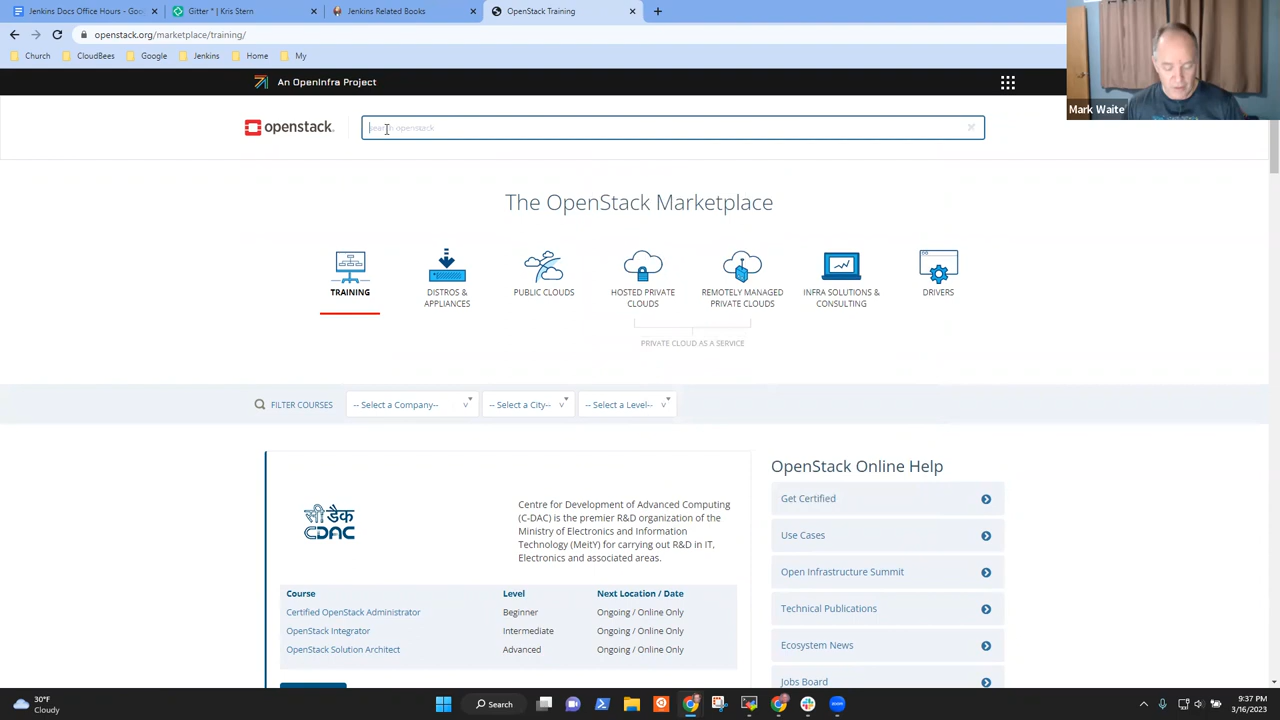 Jenkins Docs Office Hours - Go
Gitter * | Kris Stern
Jenkins Related Books
OpenStack Training
openstack.org/marketplace/training/
Church
CloudBees
Google
Jenkins
Home
My
An OpenInfra Project
Mark Waite
openstack.
search openstack
The OpenStack Marketplace
TRAINING
DISTROS &
APPLIANCES
PUBLIC CLOUDS
HOSTED PRIVATE
CLOUDS
REMOTELY MANAGED
PRIVATE CLOUDS
INFRA SOLUTIONS &
CONSULTING
DRIVERS
PRIVATE CLOUD AS A SERVICE
FILTER COURSES
-- Select a Company--
-- Select a City--
-- Select a Level--
सी डैक
CDAC
Centre for Development of Advanced Computing
(C-DAC) is the premier R&D organization of the
Ministry of Electronics and Information
Technology (MeitY) for carrying out R&D in IT,
Electronics and associated areas.
Course Level Next Location / Date
Certified OpenStack Administrator Beginner Ongoing / Online Only
OpenStack Integrator Intermediate Ongoing / Online Only
OpenStack Solution Architect Advanced Ongoing / Online Only
OpenStack Online Help
Get Certified
Use Cases
Open Infrastructure Summit
Technical Publications
Ecosystem News
Jobs Board
30°F
Cloudy
Search
9:37 PM
3/16/2023